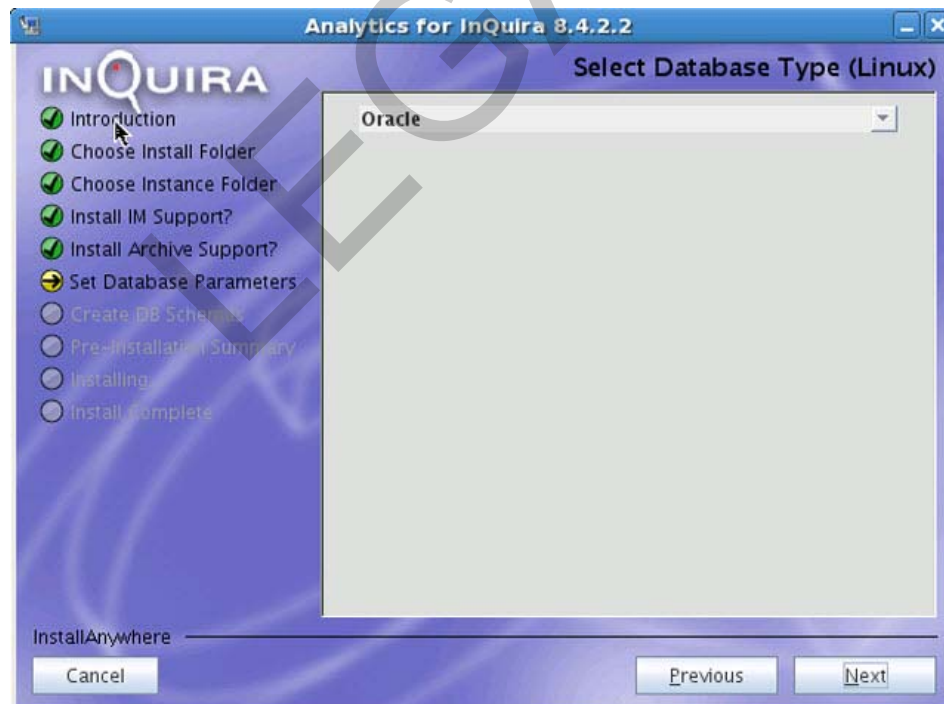 Analytics for InQuira 8.4.2.2
INQUIRA
Select Database Type (Linux)
Introduction
Choose Install Folder
Choose Instance Folder
Install IM Support?
Install Archive Support?
Set Database Parameters
Create DB Schemas
Pre-Installation Summary
Installing
Install Complete
Oracle
InstallAnywhere
Cancel
Previous
Next